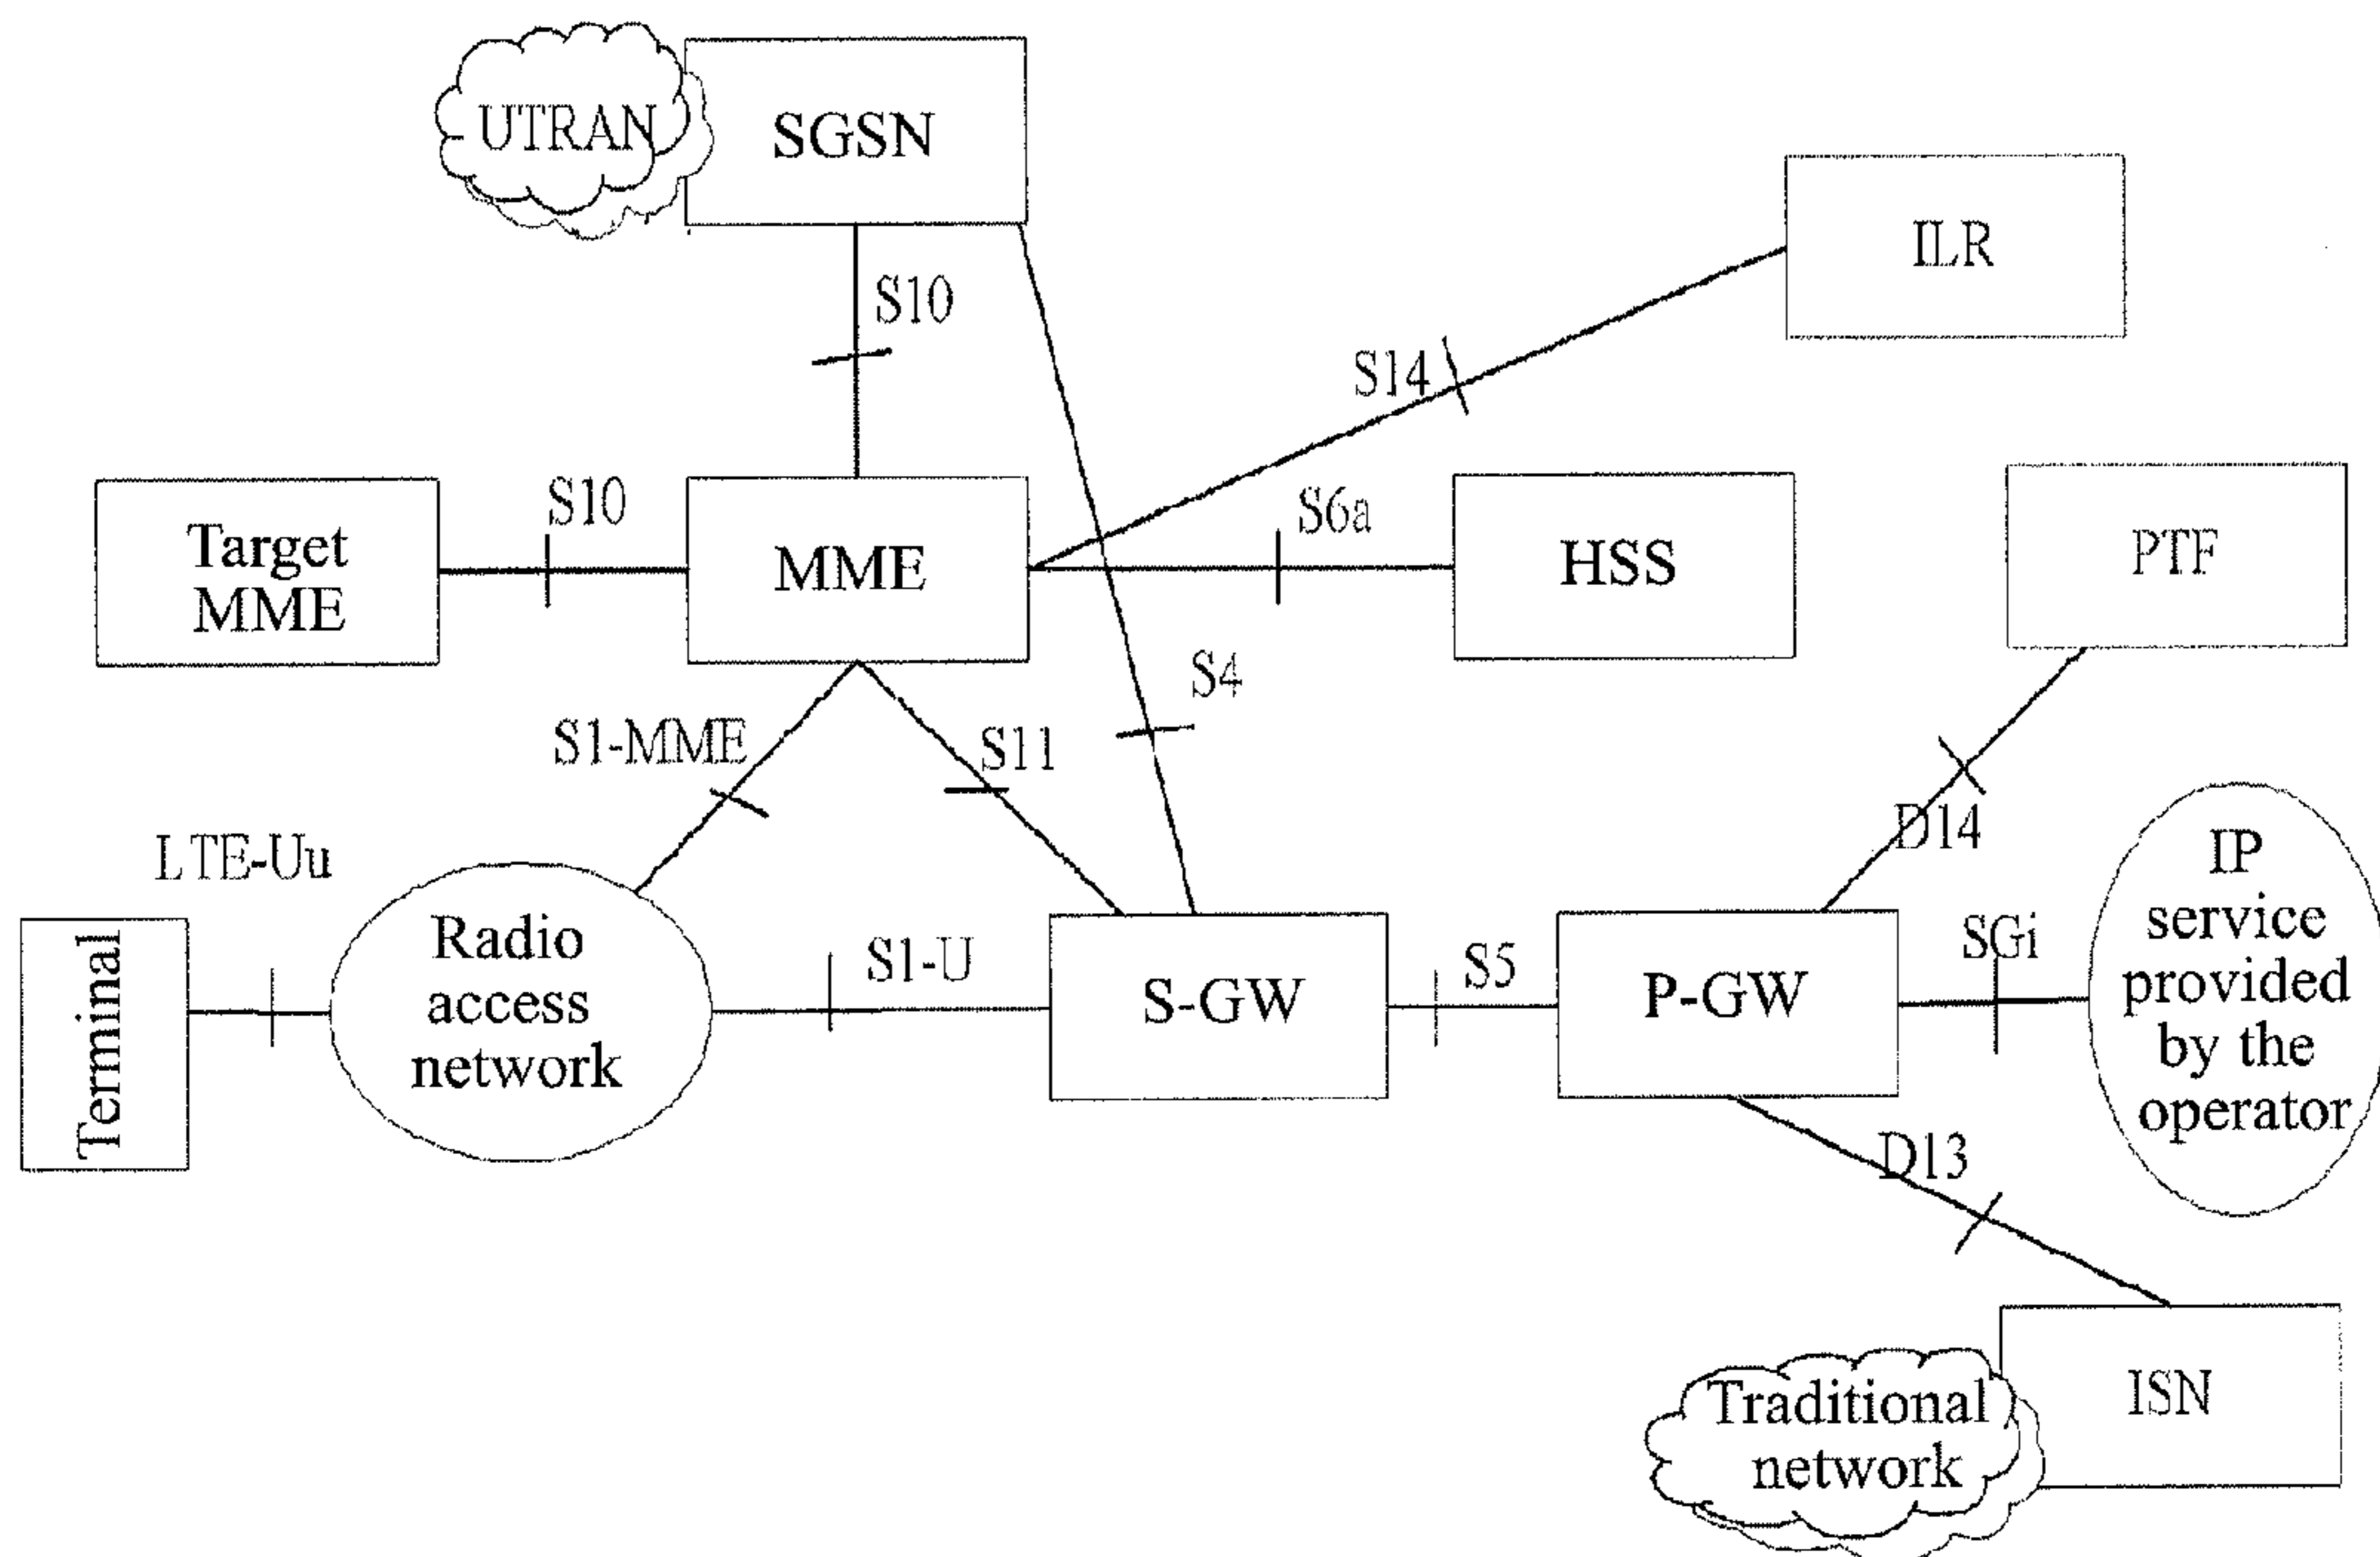 UTRAN
SGSN
ILR
S10
S14
Target
MME
S10
MME
S6a
HSS
PTF
S4
S1-MME
S11
D14
LTE-Uu
Terminal
Radio
access
network
S1-U
S-GW
S5
P-GW
SGi
IP
service
provided
by the
operator
D13
Traditional
network
ISN